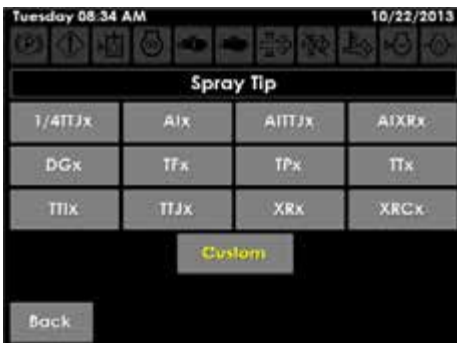 Tuesday 08:34 AM 10/22/2013
Spray Tip
1/4TTJx AIx AITTJx AIXRx
DGx TFx TPx TTx
TTIx TTJx XRx XRCx
Custom
Back